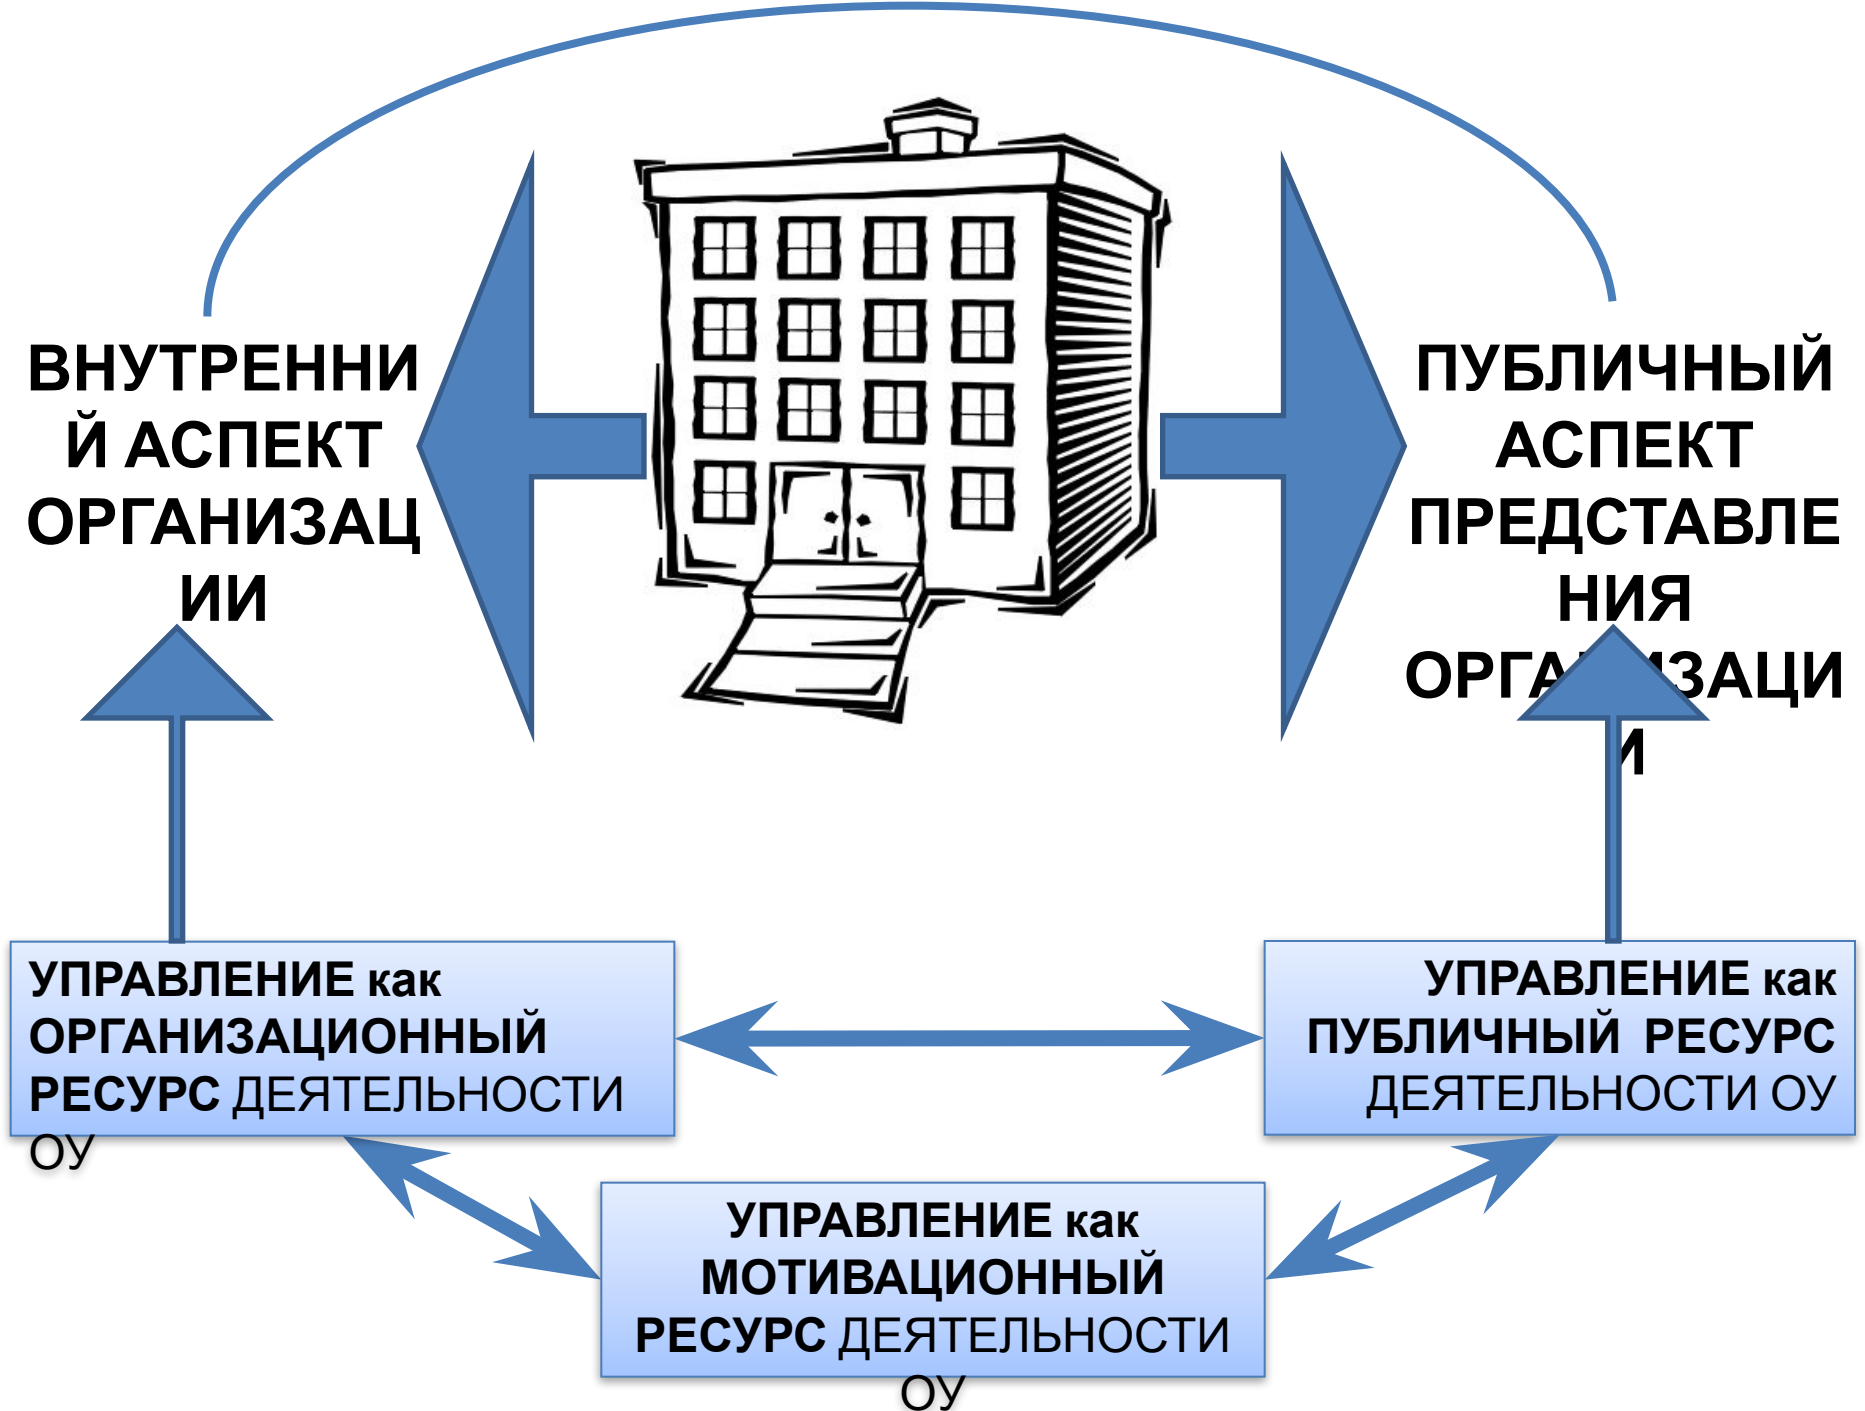 ВНУТРЕННИ
Й АСПЕКТ
ОРГАНИЗАЦ
ИИ
ПУБЛИЧНЫЙ
АСПЕКТ
ПРЕДСТАВЛЕ
НИЯ
ОРГАНИЗАЦИ
И
УПРАВЛЕНИЕ как
ОРГАНИЗАЦИОННЫЙ
РЕСУРС ДЕЯТЕЛЬНОСТИ
ОУ
УПРАВЛЕНИЕ как
ПУБЛИЧНЫЙ РЕСУРС
ДЕЯТЕЛЬНОСТИ ОУ
УПРАВЛЕНИЕ как
МОТИВАЦИОННЫЙ
РЕСУРС ДЕЯТЕЛЬНОСТИ
ОУ